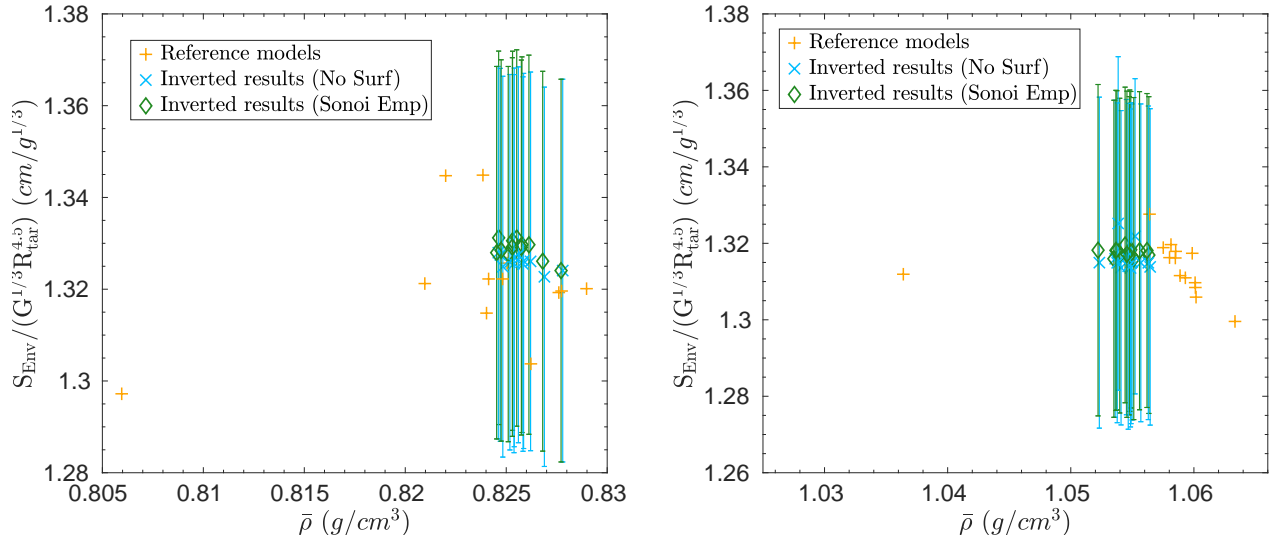 1.38
1.36
1.34
1.32
1.3
1.28
0.805
0.81
0.815
0.82
0.825
0.83
S_Env/(G^{1/3}R_{tar}^{4.5}) (cm/g^{1/3})
ρ̄ (g/cm³)
Reference models
Inverted results (No Surf)
Inverted results (Sonoi Emp)
1.38
1.36
1.34
1.32
1.3
1.28
1.26
1.03
1.04
1.05
1.06
S_Env/(G^{1/3}R_{tar}^{4.5}) (cm/g^{1/3})
ρ̄ (g/cm³)
Reference models
Inverted results (No Surf)
Inverted results (Sonoi Emp)